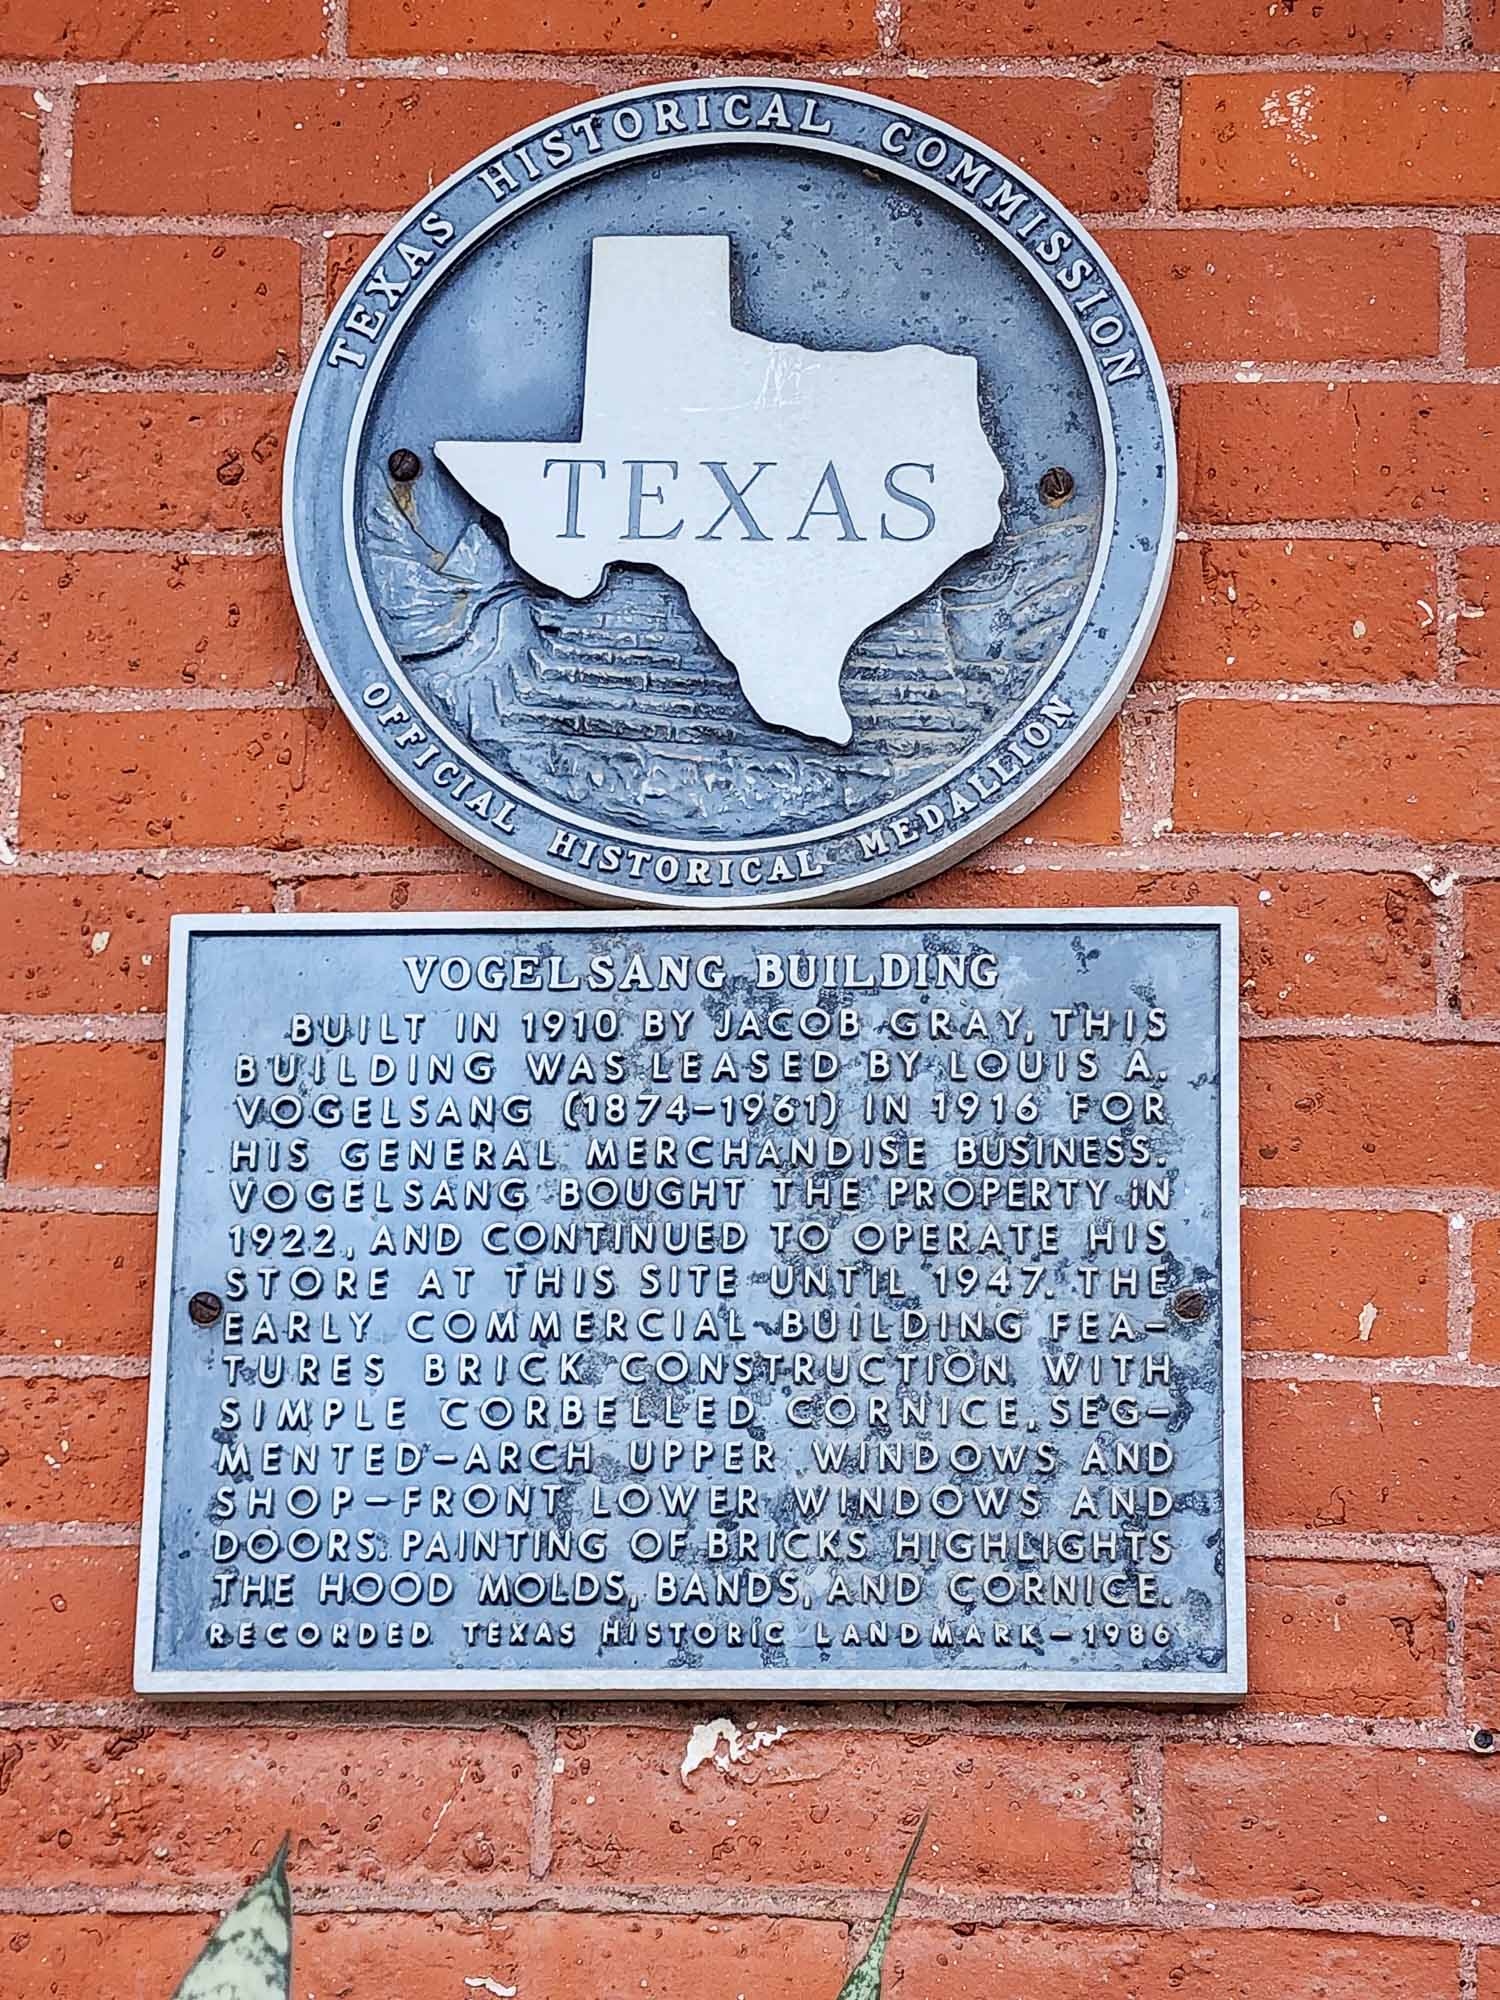 TEXAS HISTORICAL COMMISSION
TEXAS
OFFICIAL HISTORICAL MEDALLION
VOGELSANG BUILDING
BUILT IN 1910 BY JACOB GRAY, THIS
BUILDING WAS LEASED BY LOUIS A.
VOGELSANG (1874-1961) IN 1916 FOR
HIS GENERAL MERCHANDISE BUSINESS.
VOGELSANG BOUGHT THE PROPERTY IN
1922, AND CONTINUED TO OPERATE HIS
STORE AT THIS SITE UNTIL 1947. THE
EARLY COMMERCIAL BUILDING FEA-
TURES BRICK CONSTRUCTION WITH
SIMPLE CORBELLED CORNICE, SEG-
MENTED-ARCH UPPER WINDOWS AND
SHOP-FRONT LOWER WINDOWS AND
DOORS. PAINTING OF BRICKS HIGHLIGHTS
THE HOOD MOLDS, BANDS, AND CORNICE.
RECORDED TEXAS HISTORIC LANDMARK-1986